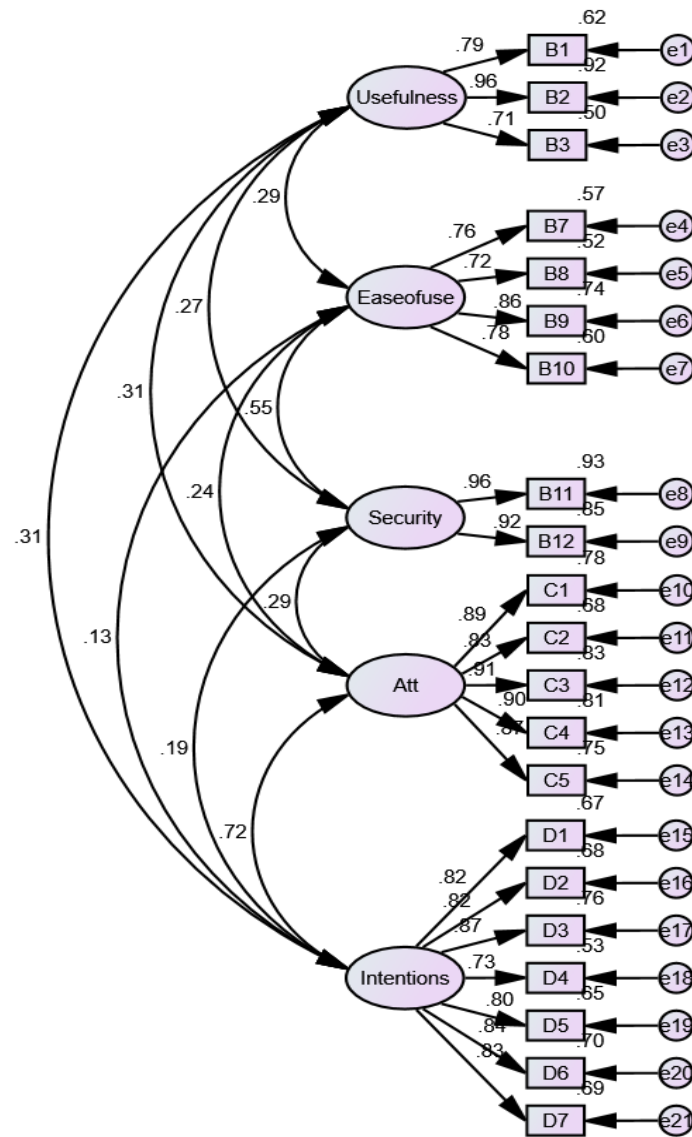 .62
.79 B1 e1
.92
Usefulness .96 B2 e2
.50
.71 B3 e3
.29
.57
.76 B7 e4
.52
.72 B8 e5
Easeofuse .74
.27 .86 B9 e6
.60
.78 B10 e7
.31
.55
.93
.96 B11 e8
.24 .85
Security
.31 .92 B12 e9
.78
C1 e10
.29 .89 .68
.13 .83 C2 e11
.83
Att .91 C3 e12
.90 .81
C4 e13
.19 .87 .75
C5 e14
.67
.72 D1 e15
.82 .68
.82 D2 e16
.87 .76
D3 e17
.53
Intentions .73 D4 e18
.65
.80 D5 e19
.84 .70
.83 D6 e20
.69
D7 e21